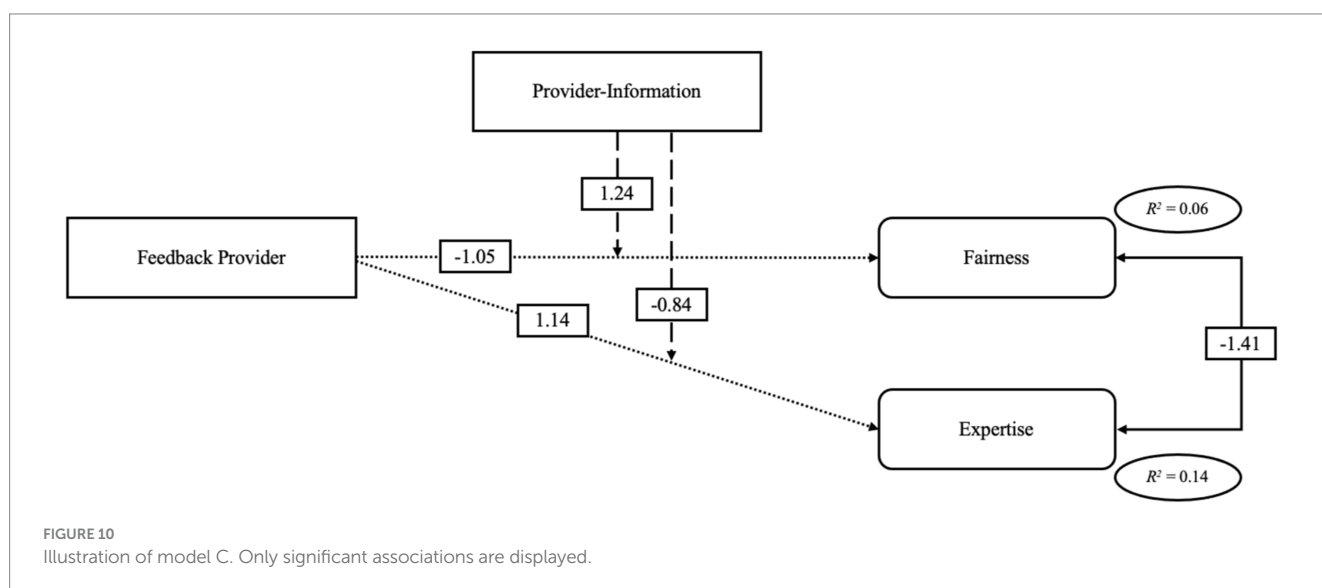 Provider-Information
1.24
R² = 0.06
Feedback Provider
-1.05
Fairness
-0.84
1.14
-1.41
Expertise
R² = 0.14
FIGURE 10
Illustration of model C. Only significant associations are displayed.